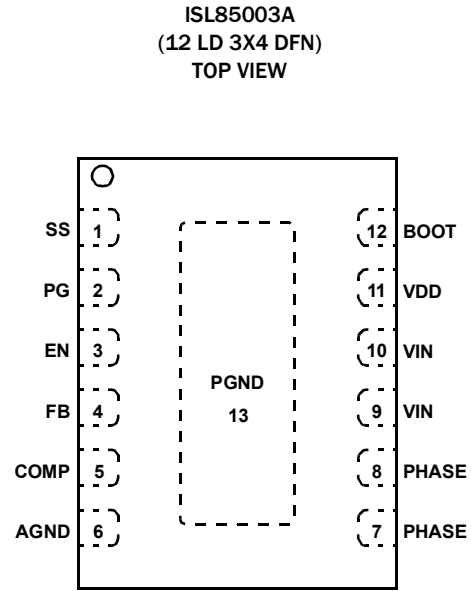 ISL85003A
(12 LD 3X4 DFN)
TOP VIEW
SS 1 12 BOOT
PG 2 11 VDD
EN 3 10 VIN
PGND
FB 4 13 9 VIN
COMP 5 8 PHASE
AGND 6 7 PHASE